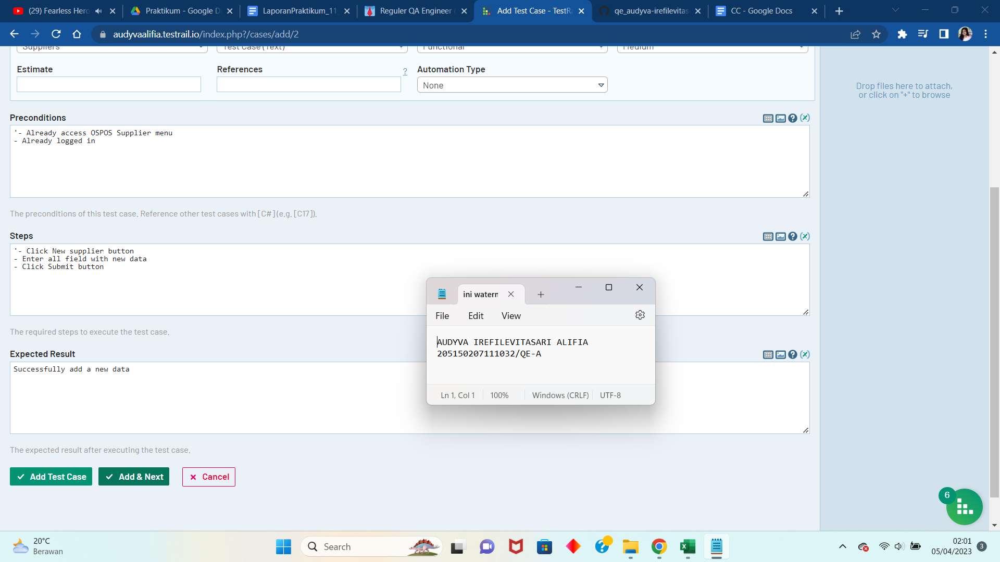 (29) Fearless Hero
Praktikum - Google D
LaporanPraktikum_11
Reguler QA Engineer
Add Test Case - TestRa
qe_audyva-irefilevitas
CC - Google Docs
audyvaalifia.testrail.io/index.php?/cases/add/2
Suppliers
Test Case (Text)
Functional
Medium
Estimate
References
?
Automation Type
None
Drop files here to attach,
or click on "+" to browse
Preconditions
'- Already access OSPOS Supplier menu
- Already logged in
The preconditions of this test case. Reference other test cases with [C#] (e.g. [C17]).
Steps
'- Click New supplier button
- Enter all field with new data
- Click Submit button
The required steps to execute the test case.
Expected Result
Successfully add a new data
The expected result after executing the test case.
Add Test Case
Add & Next
Cancel
ini watern
File
Edit
View
AUDYVA IREFILEVITASARI ALIFIA
205150207111032/QE-A
Ln 1, Col 1
100%
Windows (CRLF)
UTF-8
6
20°C
Berawan
Search
02:01
05/04/2023
3